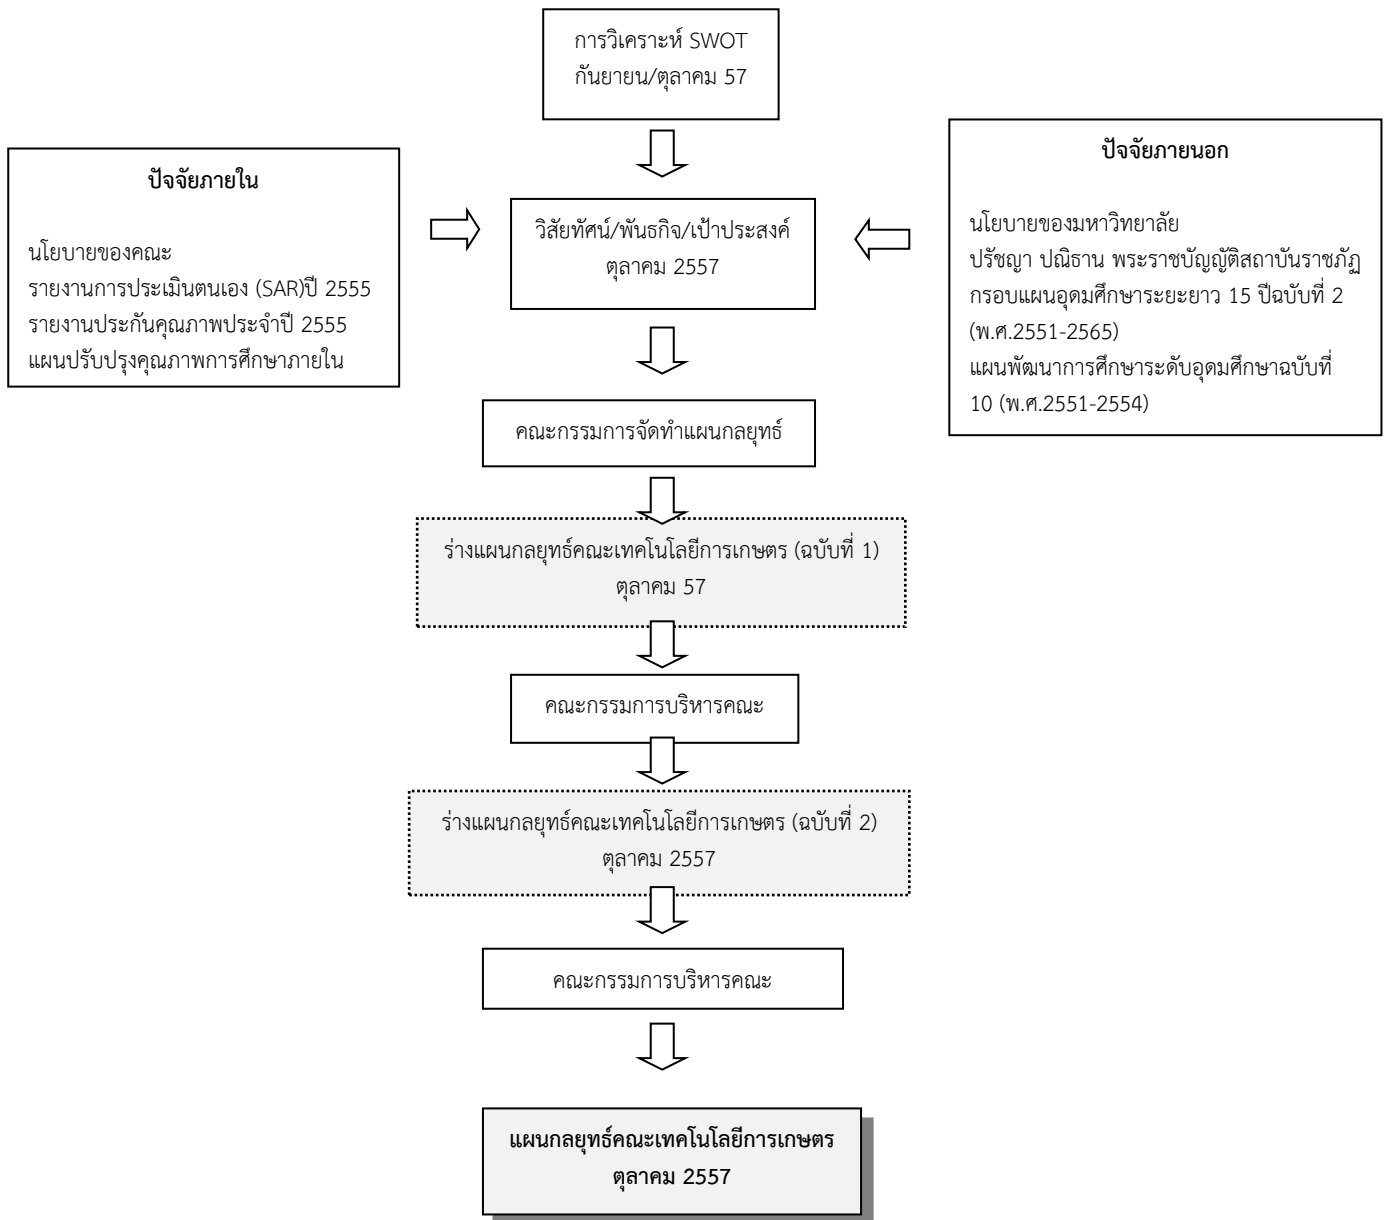 การวิเคราะห์ SWOT
กันยายน/ตุลาคม 57
ปัจจัยภายใน
นโยบายของคณะ
รายงานการประเมินตนเอง (SAR)ปี 2555
รายงานประกันคุณภาพประจำปี 2555
แผนปรับปรุงคุณภาพการศึกษาภายใน
วิสัยทัศน์/พันธกิจ/เป้าประสงค์
ตุลาคม 2557
ปัจจัยภายนอก
นโยบายของมหาวิทยาลัย
ปรัชญา ปณิธาน พระราชบัญญัติสถาบันราชภัฏ
กรอบแผนอุดมศึกษาระยะยาว 15 ปีฉบับที่ 2
(พ.ศ.2551-2565)
แผนพัฒนาการศึกษาระดับอุดมศึกษาฉบับที่
10 (พ.ศ.2551-2554)
คณะกรรมการจัดทำแผนกลยุทธ์
ร่างแผนกลยุทธ์คณะเทคโนโลยีการเกษตร (ฉบับที่ 1)
ตุลาคม 57
คณะกรรมการบริหารคณะ
ร่างแผนกลยุทธ์คณะเทคโนโลยีการเกษตร (ฉบับที่ 2)
ตุลาคม 2557
คณะกรรมการบริหารคณะ
แผนกลยุทธ์คณะเทคโนโลยีการเกษตร
ตุลาคม 2557